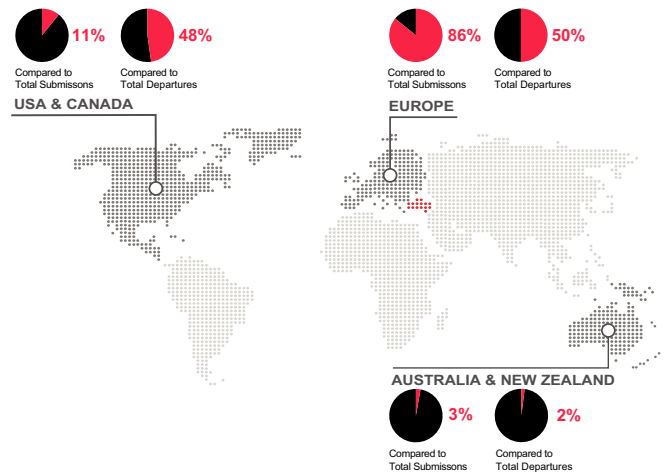 11%
48%
Compared to
Total Submissons
Compared to
Total Departures
USA & CANADA
86%
50%
Compared to
Total Submissons
Compared to
Total Departures
EUROPE
AUSTRALIA & NEW ZEALAND
3%
2%
Compared to
Total Submissons
Compared to
Total Departures